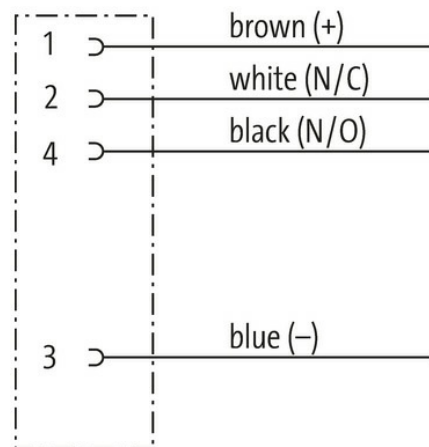 1 brown (+)
2 white (N/C)
4 black (N/O)
3 blue (–)